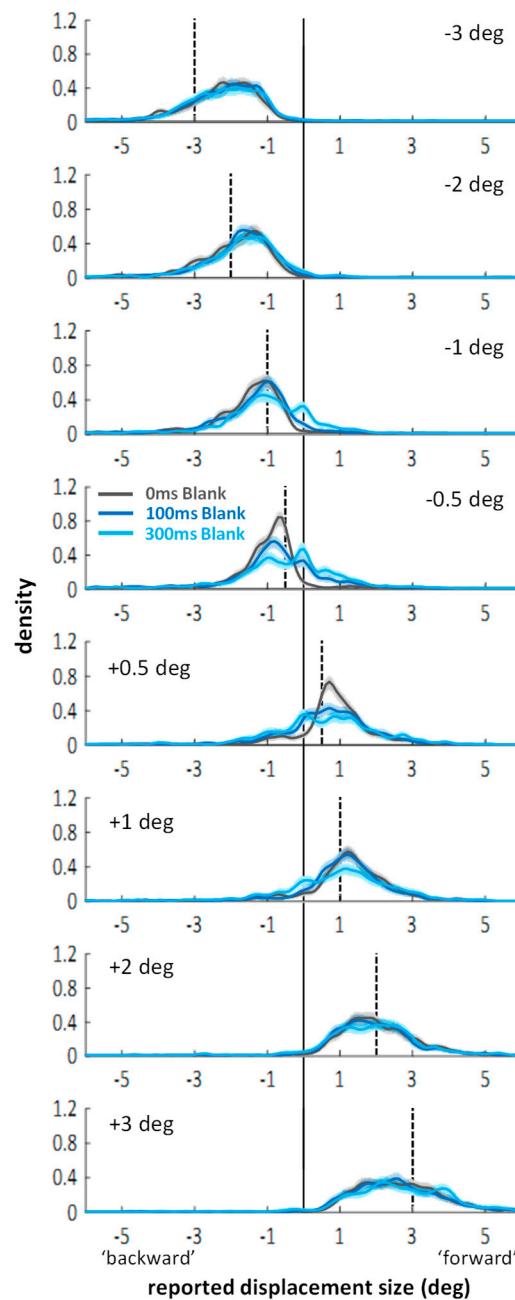 1.2
-3 deg
0.8
0.4
0
-5 -3 -1 1 3 5
1.2
-2 deg
0.8
0.4
0
-5 -3 -1 1 3 5
1.2
-1 deg
0.8
0.4
0
-5 -3 -1 1 3 5
1.2
0ms Blank
-0.5 deg
100ms Blank
0.8
300ms Blank
0.4
0
-5 -3 -1 1 3 5
density
1.2
+0.5 deg
0.8
0.4
0
-5 -3 -1 1 3 5
1.2
+1 deg
0.8
0.4
0
-5 -3 -1 1 3 5
1.2
+2 deg
0.8
0.4
0
-5 -3 -1 1 3 5
1.2
+3 deg
0.8
0.4
0
-5 -3 -1 1 3 5
'backward' 'forward'
reported displacement size (deg)